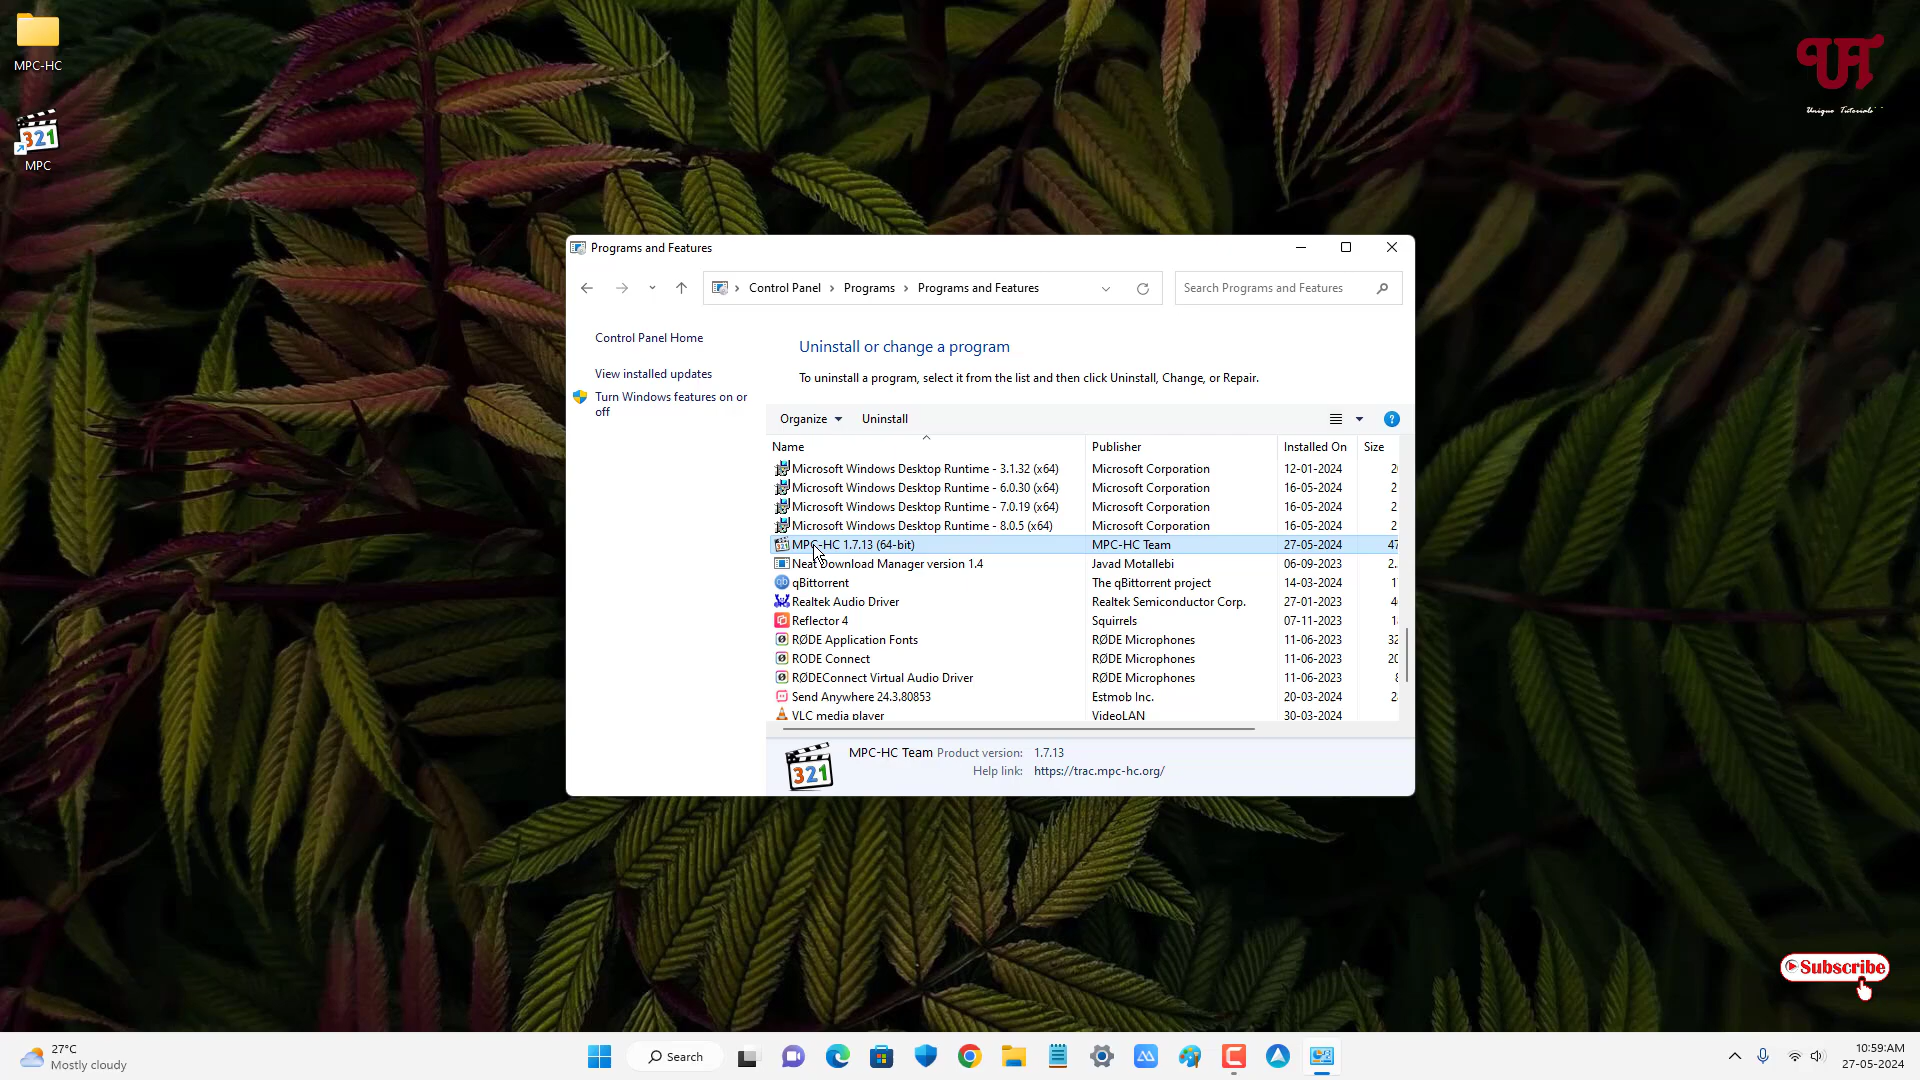 MPC-HC
321
MPC
UT
Unique Tutorials
Programs and Features
Control Panel
Programs
Programs and Features
Search Programs and Features
Control Panel Home
View installed updates
Turn Windows features on or
off
Uninstall or change a program
To uninstall a program, select it from the list and then click Uninstall, Change, or Repair.
Organize
Uninstall
?
Name Publisher Installed On Size
Microsoft Windows Desktop Runtime - 3.1.32 (x64) Microsoft Corporation 12-01-2024
Microsoft Windows Desktop Runtime - 6.0.30 (x64) Microsoft Corporation 16-05-2024
Microsoft Windows Desktop Runtime - 7.0.19 (x64) Microsoft Corporation 16-05-2024
Microsoft Windows Desktop Runtime - 8.0.5 (x64) Microsoft Corporation 16-05-2024
MPC-HC 1.7.13 (64-bit) MPC-HC Team 27-05-2024 47
Neat Download Manager version 1.4 Javad Motallebi 06-09-2023
qBittorrent The qBittorrent project 14-03-2024
Realtek Audio Driver Realtek Semiconductor Corp. 27-01-2023
Reflector 4 Squirrels 07-11-2023
RØDE Application Fonts RØDE Microphones 11-06-2023 32
RODE Connect RØDE Microphones 11-06-2023
RØDEConnect Virtual Audio Driver RØDE Microphones 11-06-2023
Send Anywhere 24.3.80853 Estmob Inc. 20-03-2024
VLC media player VideoLAN 30-03-2024
321
MPC-HC Team Product version: 1.7.13
Help link: https://trac.mpc-hc.org/
Subscribe
27°C
Mostly cloudy
Search
10:59:AM
27-05-2024